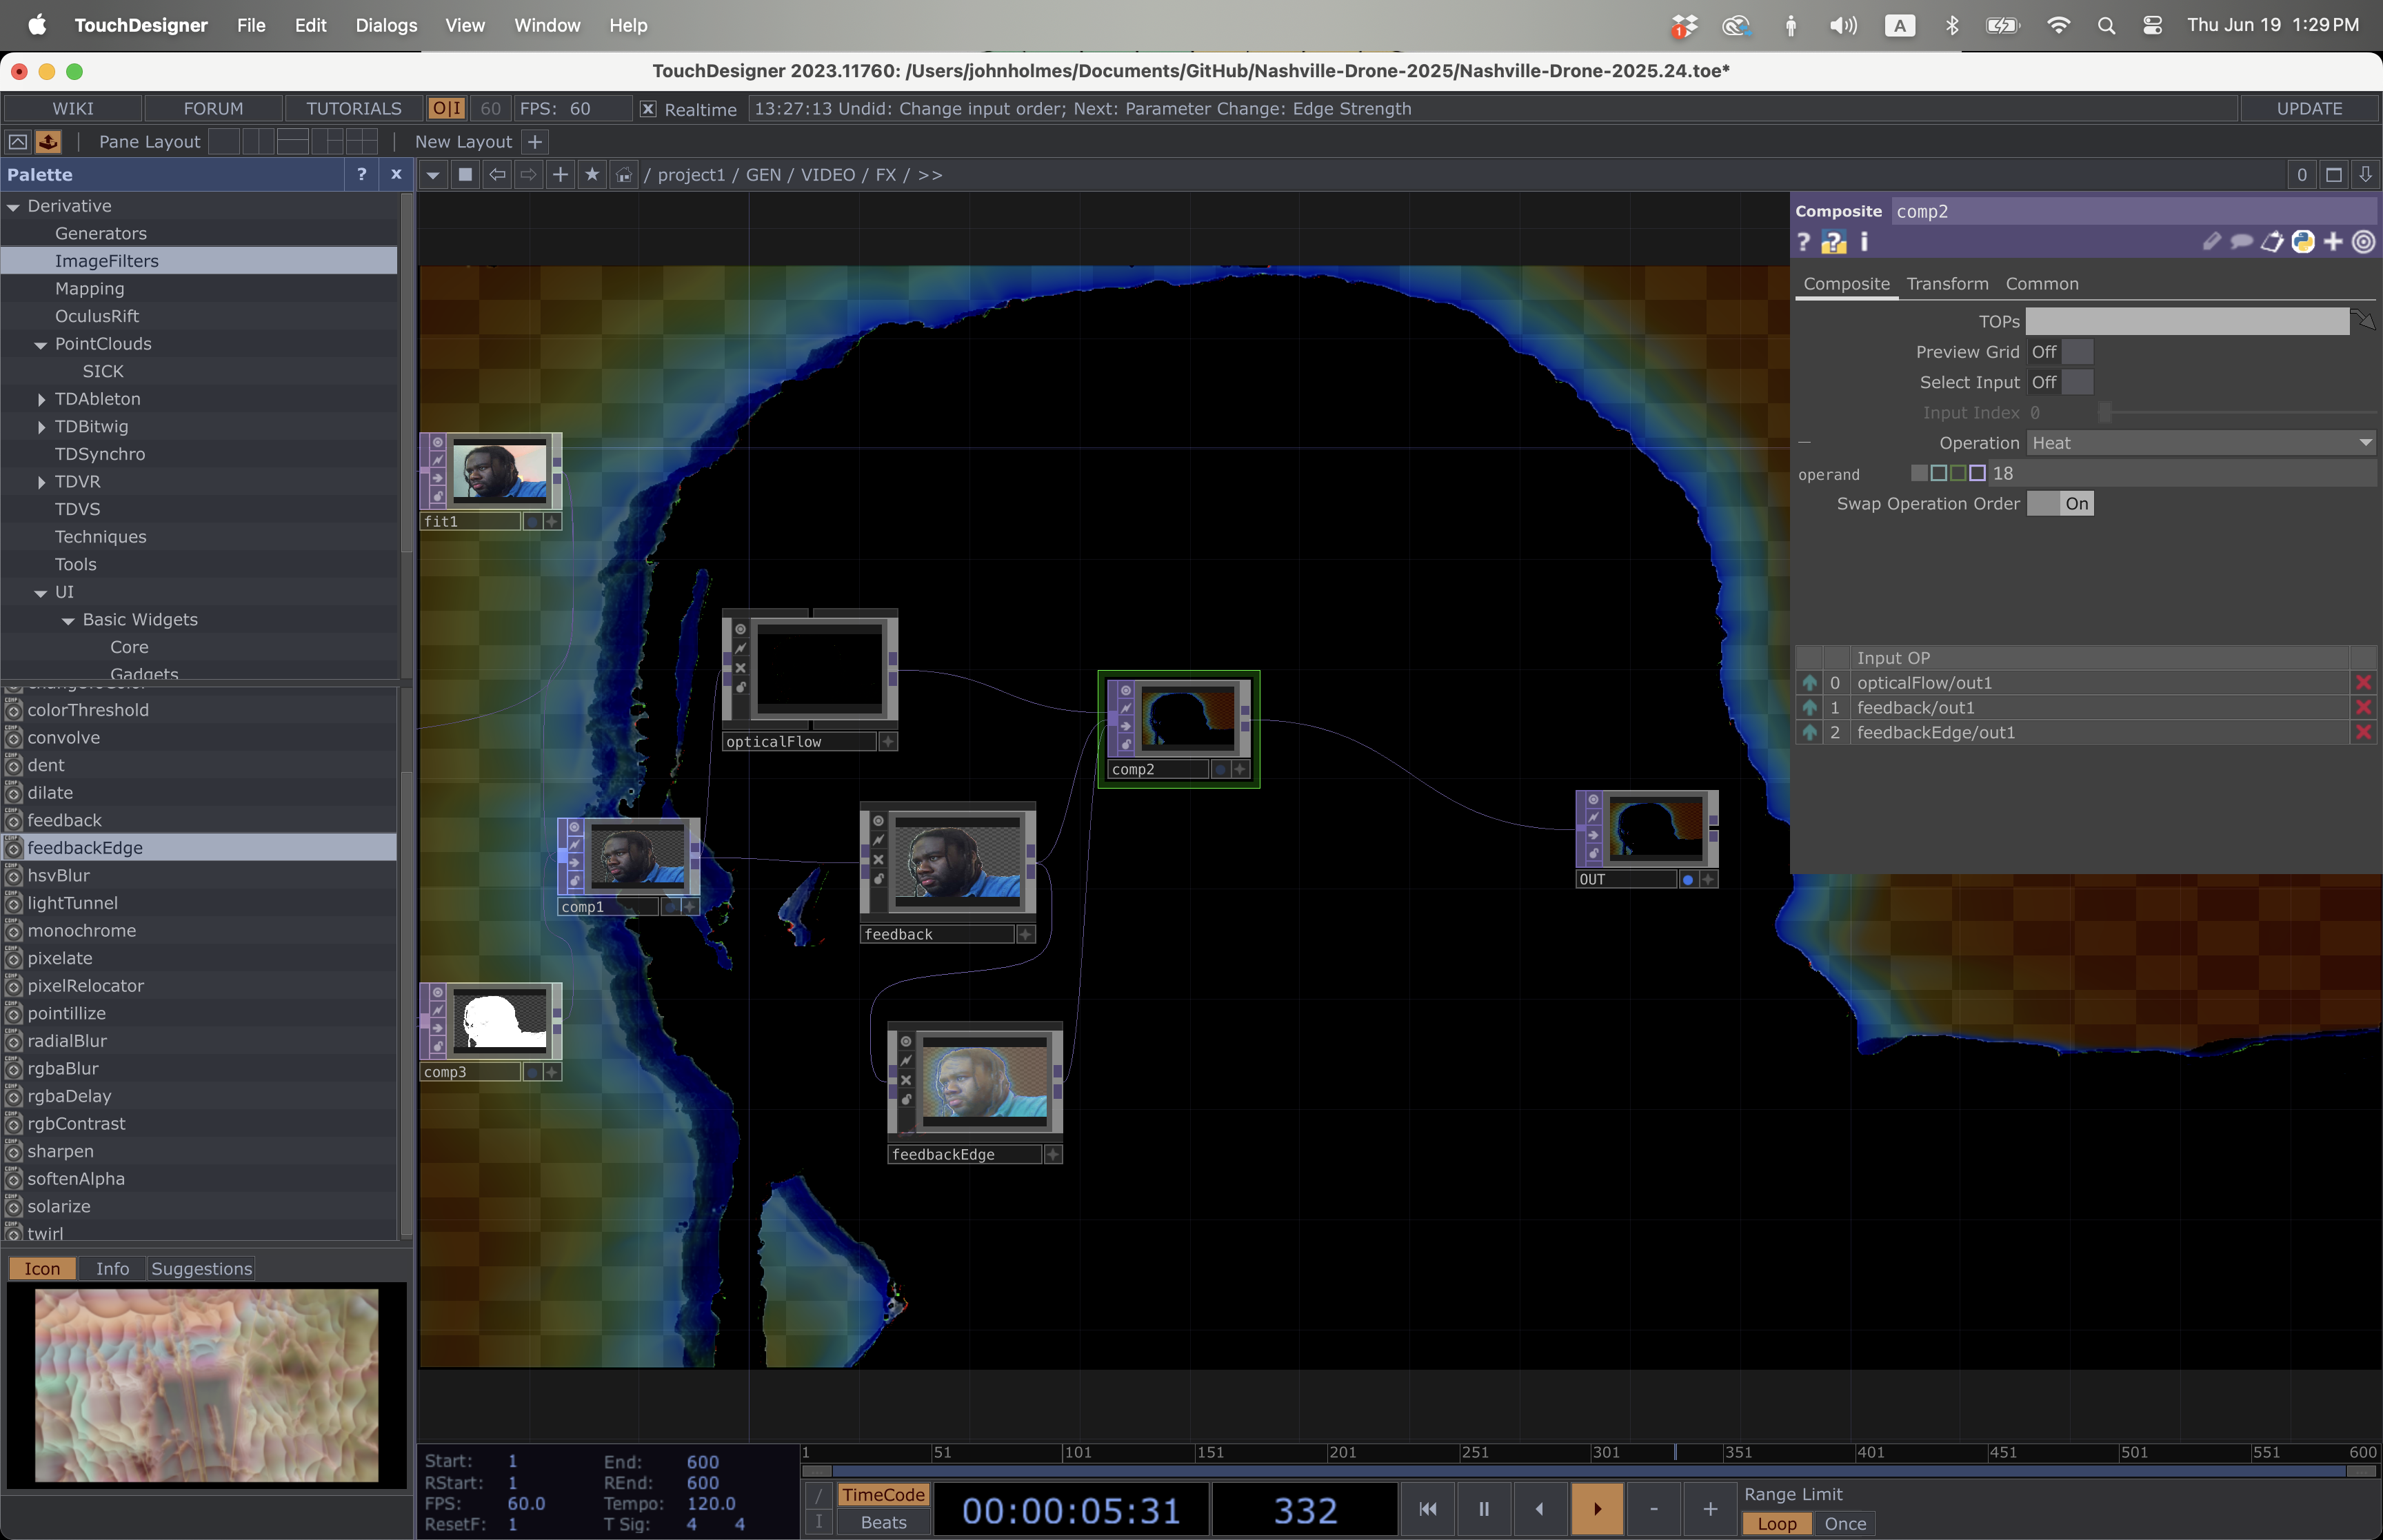 TouchDesigner File Edit Dialogs View Window Help
1 A Thu Jun 19 1:29 PM
TouchDesigner 2023.11760: /Users/johnholmes/Documents/GitHub/Nashville-Drone-2025/Nashville-Drone-2025.24.toe*
WIKI FORUM TUTORIALS O|I 60 FPS: 60 Realtime 13:27:13 Undid: Change input order; Next: Parameter Change: Edge Strength UPDATE
Pane Layout New Layout +
Palette ? x / project1 / GEN / VIDEO / FX / >> 0
Derivative
Generators
ImageFilters
Mapping
OculusRift
PointClouds
SICK
TDAbleton
TDBitwig
TDSynchro
TDVR
TDVS
Techniques
Tools
UI
Basic Widgets
Core
Gadgets
changeToColor
colorThreshold
convolve
dent
dilate
feedback
feedbackEdge
hsvBlur
lightTunnel
monochrome
pixelate
pixelRelocator
pointillize
radialBlur
rgbaBlur
rgbaDelay
rgbContrast
sharpen
softenAlpha
solarize
twirl
Icon Info Suggestions
fit1
opticalFlow
comp2
comp1
feedback
OUT
comp3
feedbackEdge
Composite comp2
? ? i
Composite Transform Common
TOPs
Preview Grid Off
Select Input Off
Input Index 0
Operation Heat
operand 18
Swap Operation Order On
Input OP
0 opticalFlow/out1
1 feedback/out1
2 feedbackEdge/out1
Start: 1 End: 600
RStart: 1 REnd: 600
FPS: 60.0 Tempo: 120.0
ResetF: 1 T Sig: 4 4
1 51 101 151 201 251 301 351 401 451 501 551 600
/ TimeCode
I Beats
00:00:05:31 332
- +
Range Limit
Loop Once